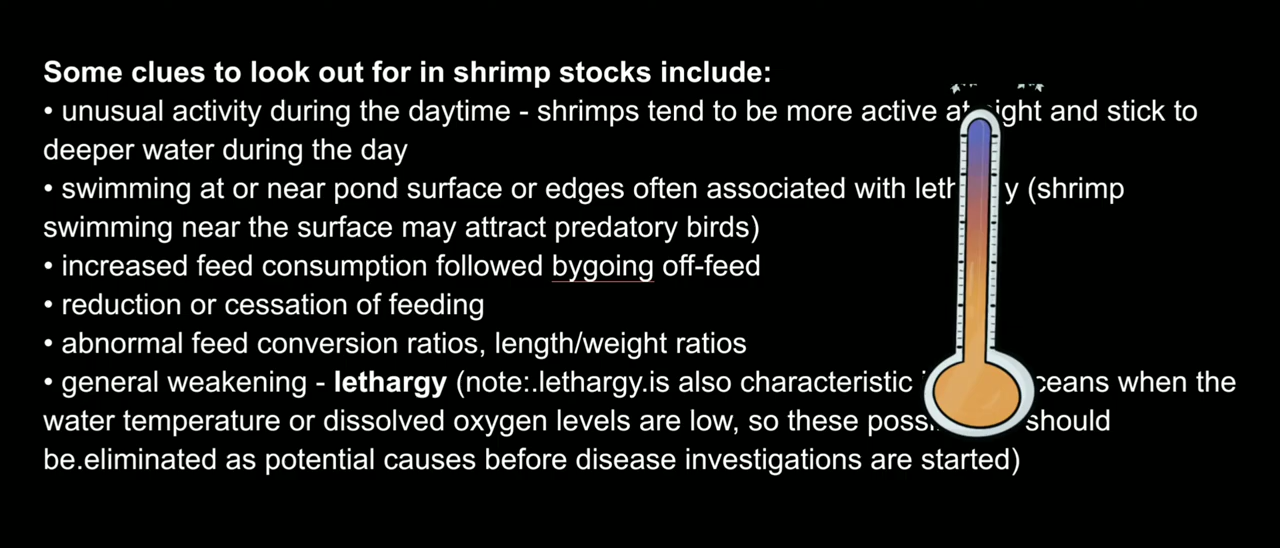 Some clues to look out for in shrimp stocks include:
• unusual activity during the daytime - shrimps tend to be more active at night and stick to
deeper water during the day
• swimming at or near pond surface or edges often associated with (shrimp
swimming near the surface may attract predatory birds)
• increased feed consumption followed bygoing off-feed
• reduction or cessation of feeding
• abnormal feed conversion ratios, length/weight ratios
• general weakening - lethargy (note:.lethargy.is also characteristic when the
water temperature or dissolved oxygen levels are low, so these should
be.eliminated as potential causes before disease investigations are started)